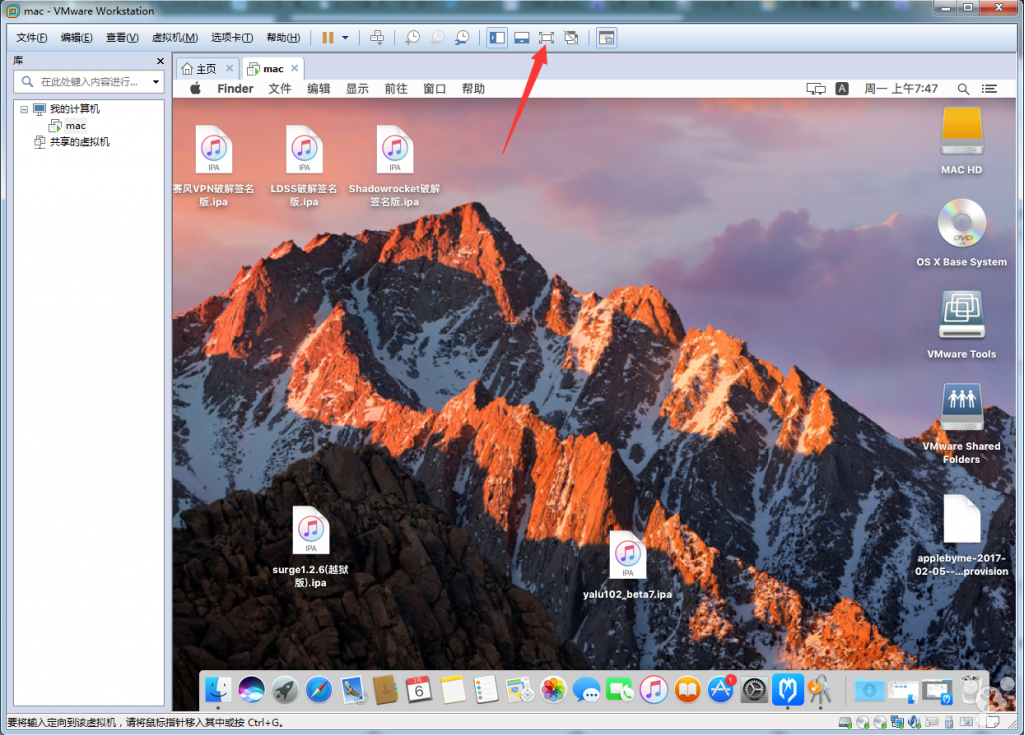 mac - VMware Workstation
文件(F) 编辑(E) 查看(V) 虚拟机(M) 选项卡(T) 帮助(H)
库
在此处键入内容进行...
我的计算机
mac
共享的虚拟机
主页 mac
Finder 文件 编辑 显示 前往 窗口 帮助
A 周一 上午7:47
IPA
赛风VPN破解签名
版.ipa
IPA
LDSS破解签名
版.ipa
IPA
Shadowrocket破解
签名版.ipa
MAC HD
DVD
OS X Base System
VMware Tools
VMware Shared
Folders
applebyme-2017-
02-05--...provision
IPA
surge1.2.6(越狱
版).ipa
IPA
yalu102_beta7.ipa
6
1
要将输入定向到该虚拟机，请将鼠标指针移入其中或按 Ctrl+G。